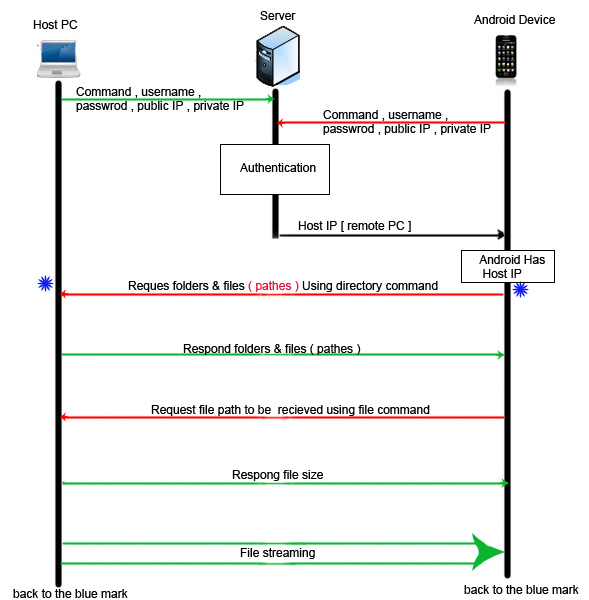 Host PC
Server
Android Device
Command , username ,
passwrod , public IP , private IP
Command , username ,
passwrod , public IP , private IP
Authentication
Host IP [ remote PC ]
Android Has
Host IP
Reques folders & files ( pathes ) Using directory command
Respond folders & files ( pathes )
Request file path to be recieved using file command
Respong file size
File streaming
back to the blue mark
back to the blue mark